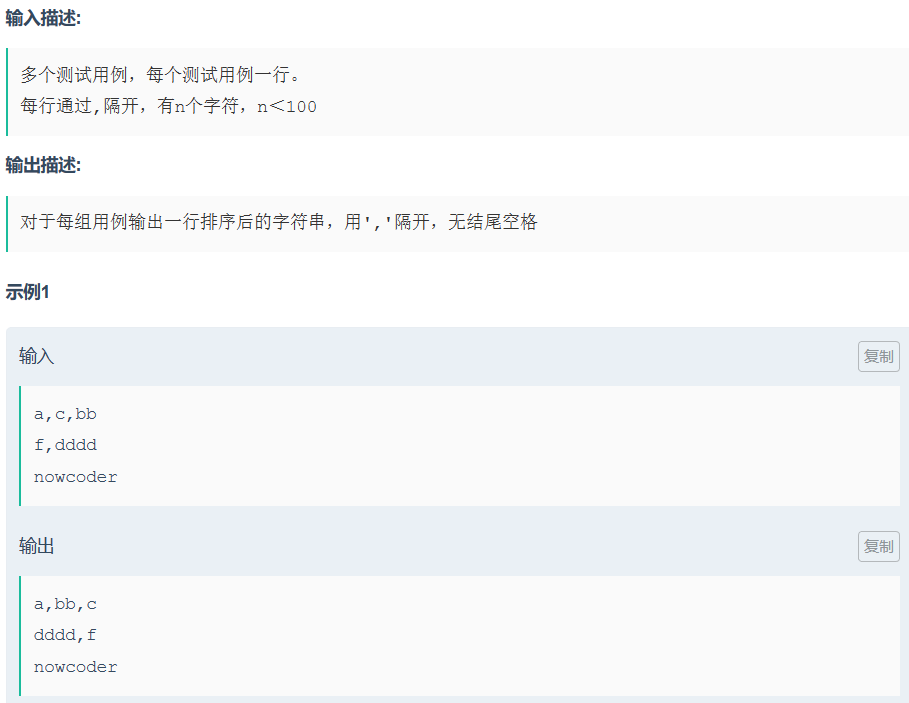 输入描述:
多个测试用例，每个测试用例一行。
每行通过,隔开，有n个字符，n＜100
输出描述:
对于每组用例输出一行排序后的字符串，用','隔开，无结尾空格
示例1
输入
复制
a,c,bb
f,dddd
nowcoder
输出
复制
a,bb,c
dddd,f
nowcoder